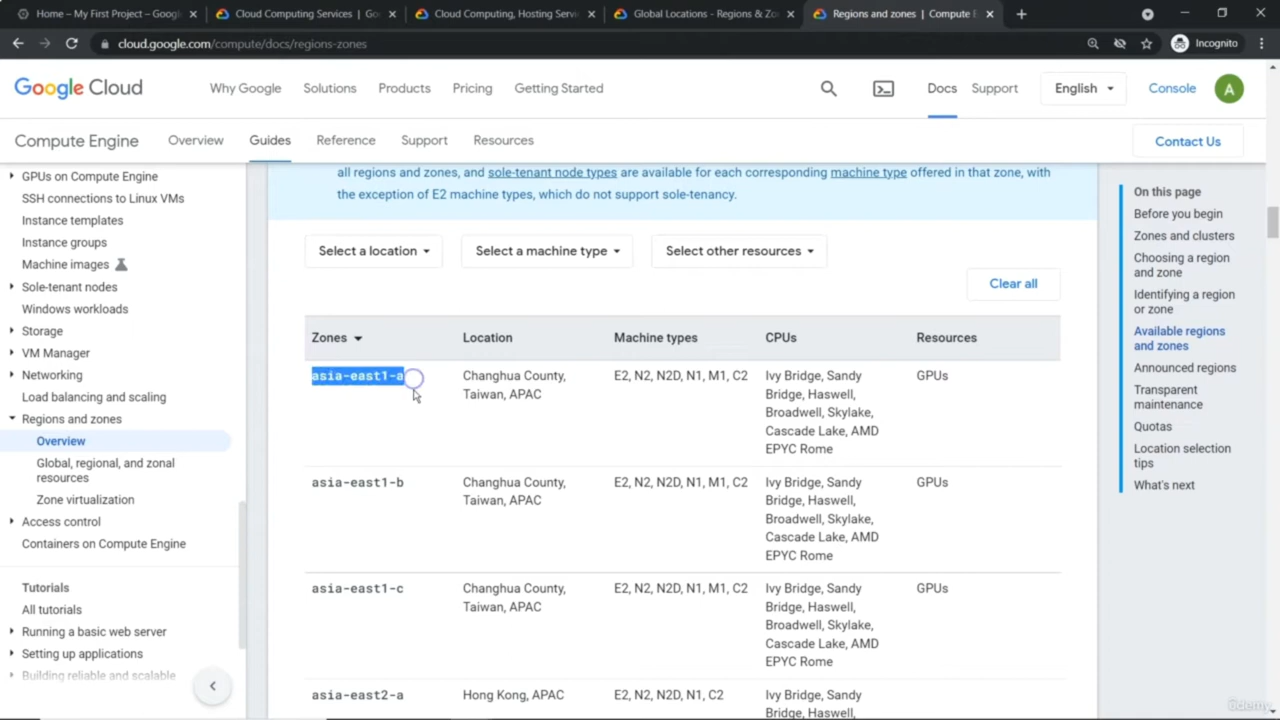 Home – My First Project – Google
Cloud Computing Services | Go
Cloud Computing, Hosting Servi
Global Locations - Regions & Zo
Regions and zones | Compute E
cloud.google.com/compute/docs/regions-zones
Incognito
Google Cloud
Why Google
Solutions
Products
Pricing
Getting Started
Docs
Support
English
Console
A
Compute Engine
Overview
Guides
Reference
Support
Resources
Contact Us
GPUs on Compute Engine
SSH connections to Linux VMs
Instance templates
Instance groups
Machine images
Sole-tenant nodes
Windows workloads
Storage
VM Manager
Networking
Load balancing and scaling
Regions and zones
Overview
Global, regional, and zonal
resources
Zone virtualization
Access control
Containers on Compute Engine
Tutorials
All tutorials
Running a basic web server
Setting up applications
Building reliable and scalable
all regions and zones, and sole-tenant node types are available for each corresponding machine type offered in that zone, with
the exception of E2 machine types, which do not support sole-tenancy.
Select a location
Select a machine type
Select other resources
Clear all
Zones
Location
Machine types
CPUs
Resources
asia-east1-a
Changhua County,
Taiwan, APAC
E2, N2, N2D, N1, M1, C2
Ivy Bridge, Sandy
Bridge, Haswell,
Broadwell, Skylake,
Cascade Lake, AMD
EPYC Rome
GPUs
asia-east1-b
Changhua County,
Taiwan, APAC
E2, N2, N2D, N1, M1, C2
Ivy Bridge, Sandy
Bridge, Haswell,
Broadwell, Skylake,
Cascade Lake, AMD
EPYC Rome
GPUs
asia-east1-c
Changhua County,
Taiwan, APAC
E2, N2, N2D, N1, M1, C2
Ivy Bridge, Sandy
Bridge, Haswell,
Broadwell, Skylake,
Cascade Lake, AMD
EPYC Rome
GPUs
asia-east2-a
Hong Kong, APAC
E2, N2, N2D, N1, C2
Ivy Bridge, Sandy
Bridge, Haswell,
GPUs
On this page
Before you begin
Zones and clusters
Choosing a region
and zone
Identifying a region
or zone
Available regions
and zones
Announced regions
Transparent
maintenance
Quotas
Location selection
tips
What's next
Udemy